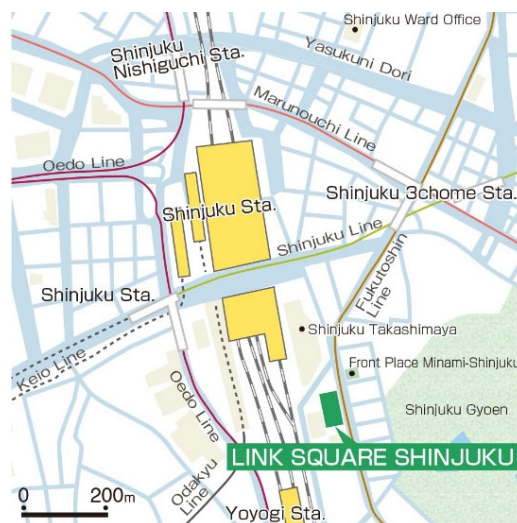 Shinjuku Ward Office
Yasukuni Dori
Shinjuku
Nishiguchi Sta.
Marunouchi Line
Oedo Line
Shinjuku 3chome Sta.
Shinjuku Sta.
Shinjuku Line
Fukutoshin
Line
Shinjuku Sta.
Shinjuku Takashimaya
Keio Line
Front Place Minami-Shinjuku
Oedo Line
Shinjuku Gyoen
LINK SQUARE SHINJUKU
Odakyu
Line
0 200m
Yoyogi Sta.